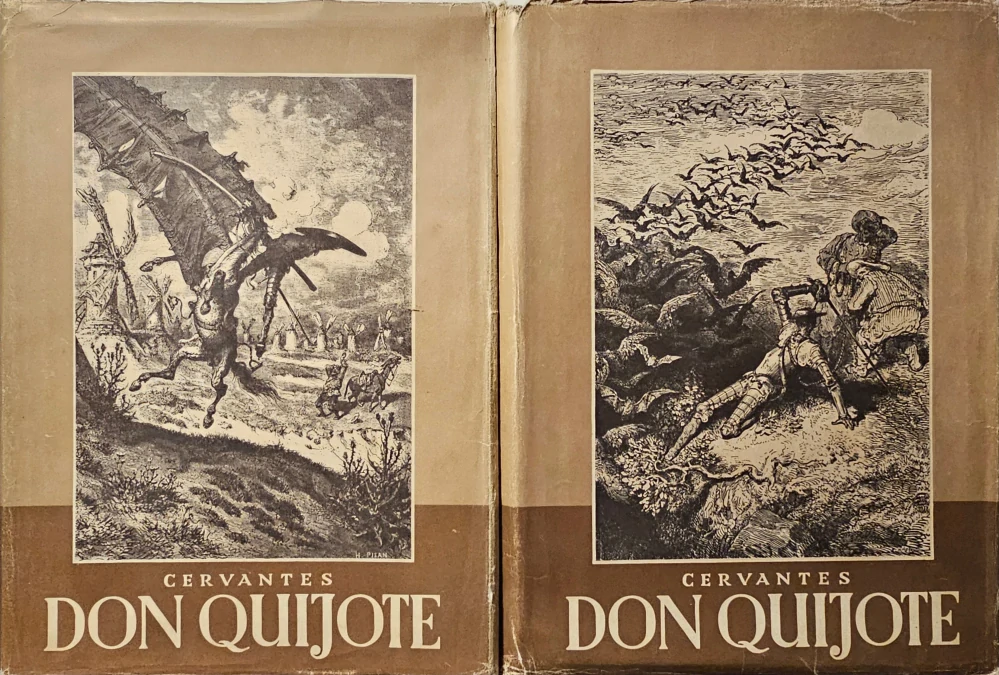 H. PISAN
CERVANTES
DON QUIJOTE
CERVANTES
DON QUIJOTE